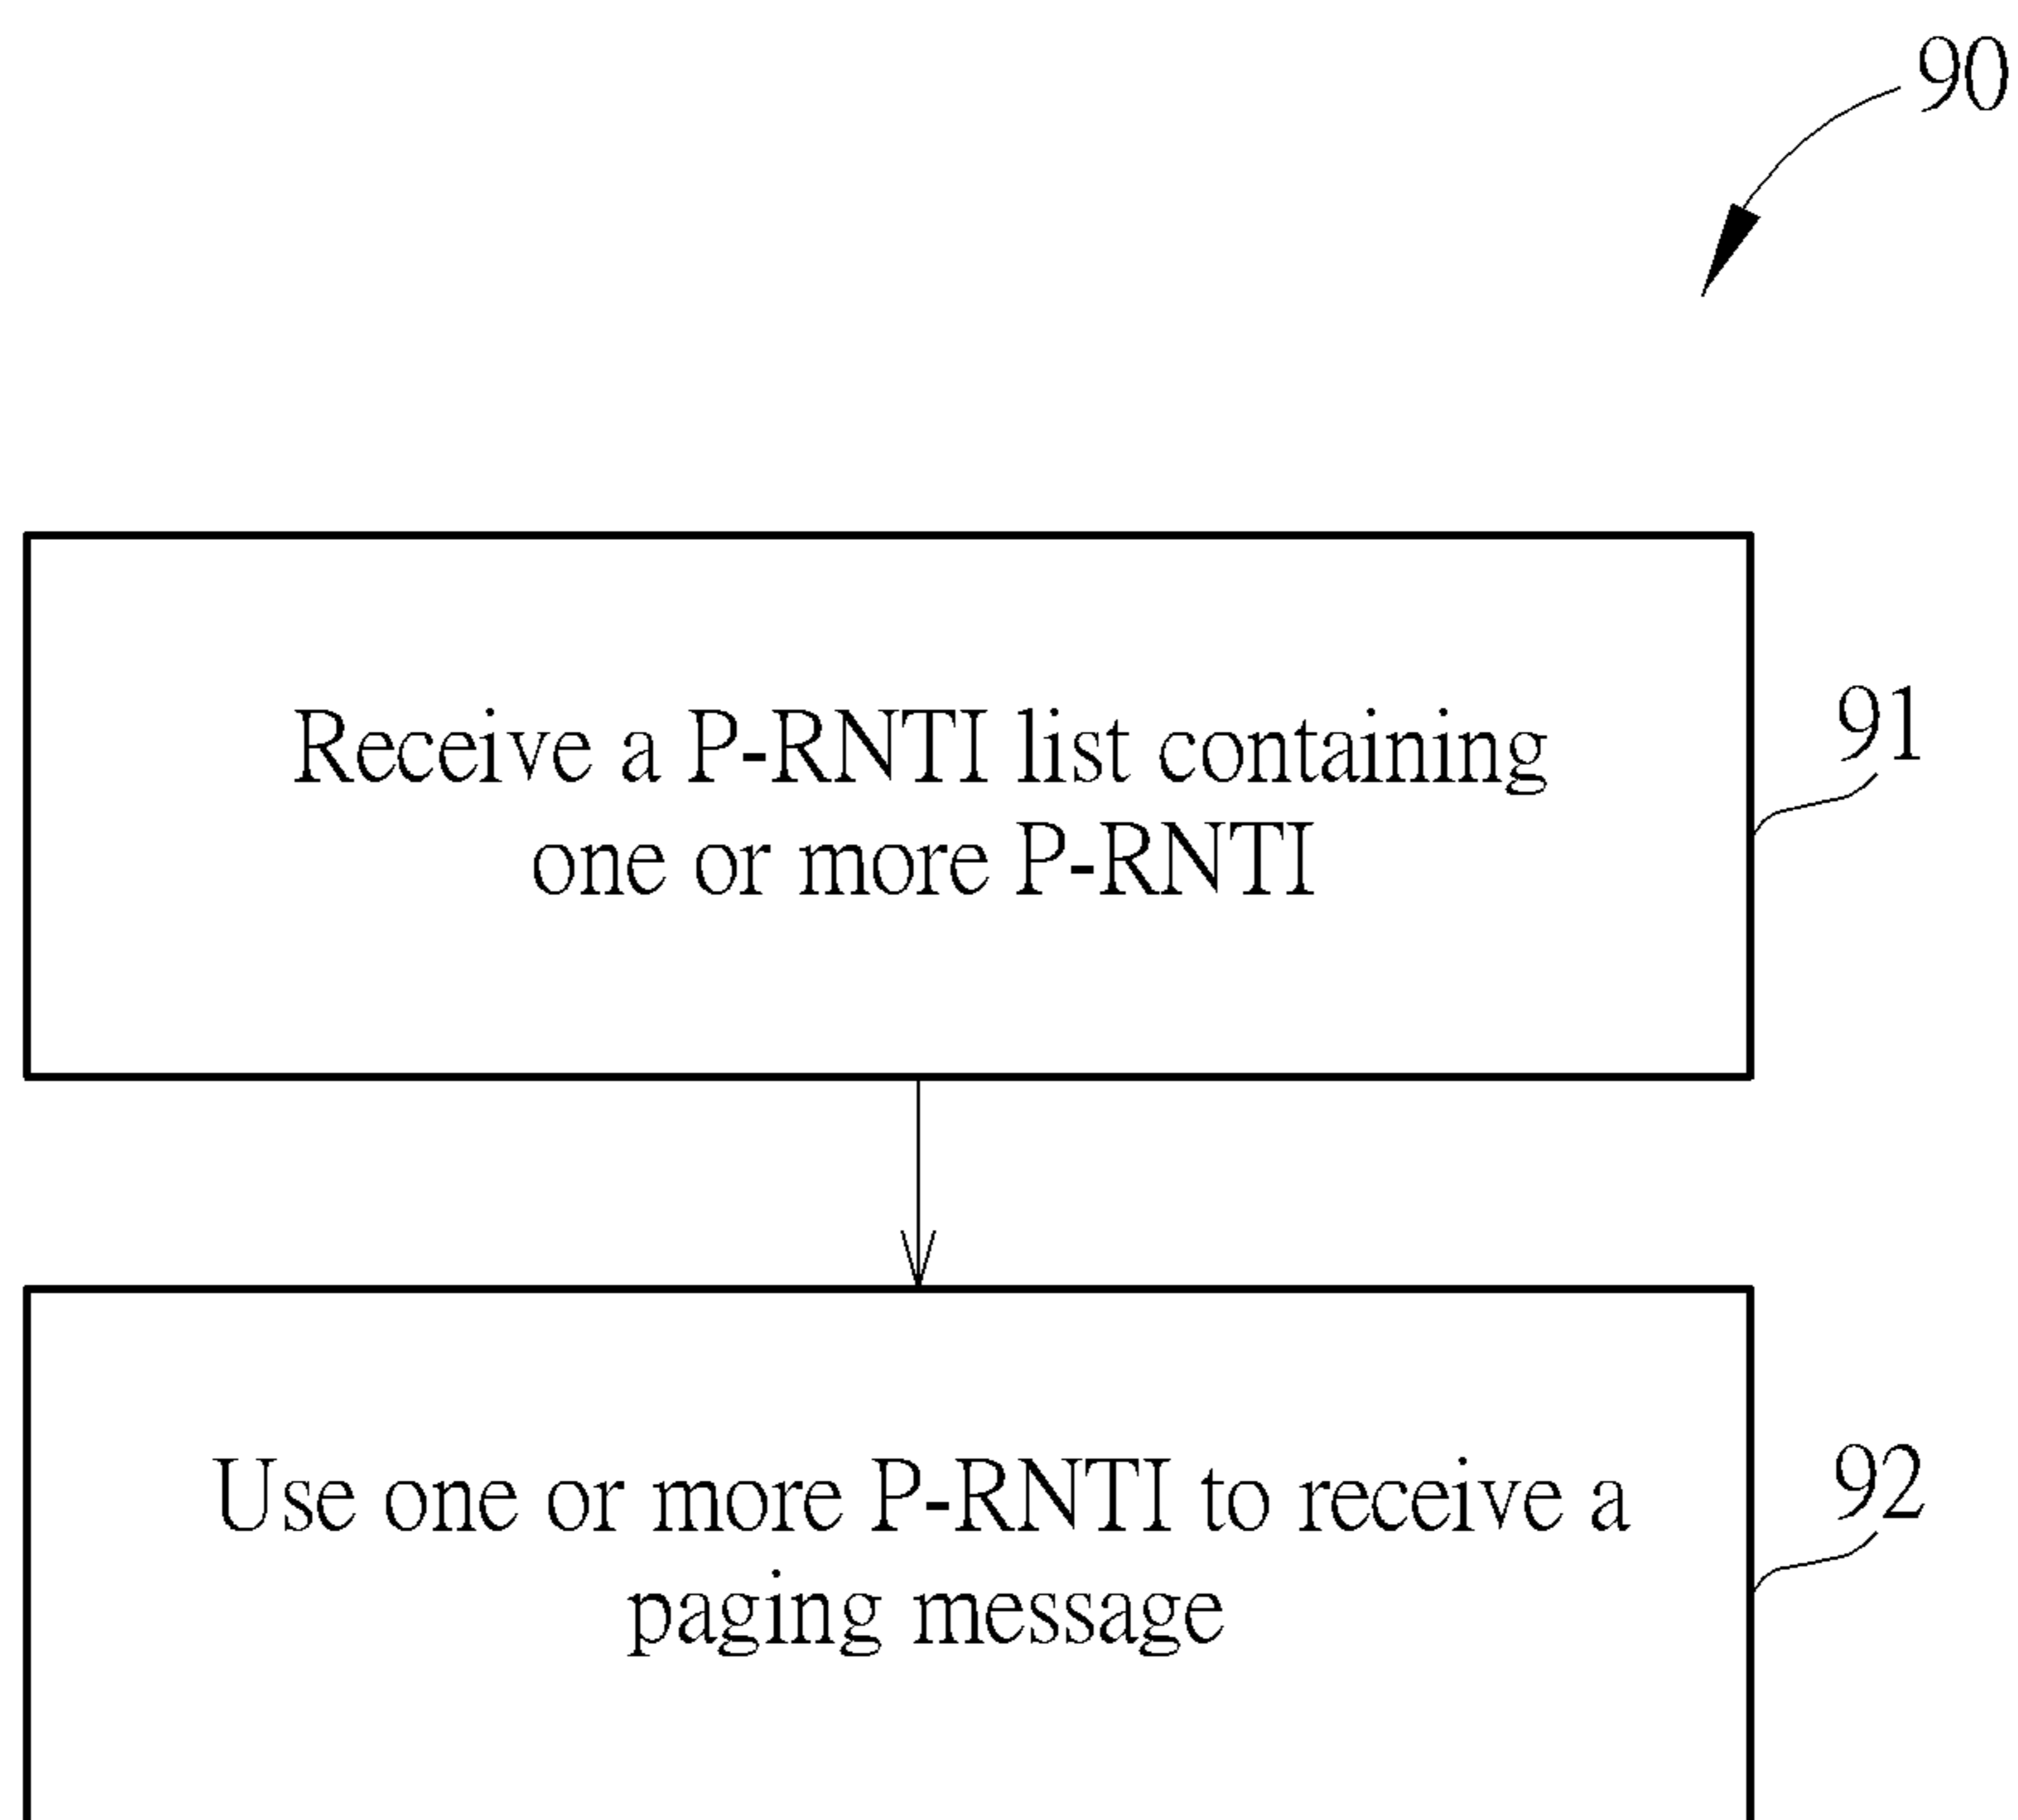 90
Receive a P-RNTI list containing
one or more P-RNTI
91
Use one or more P-RNTI to receive a
paging message
92